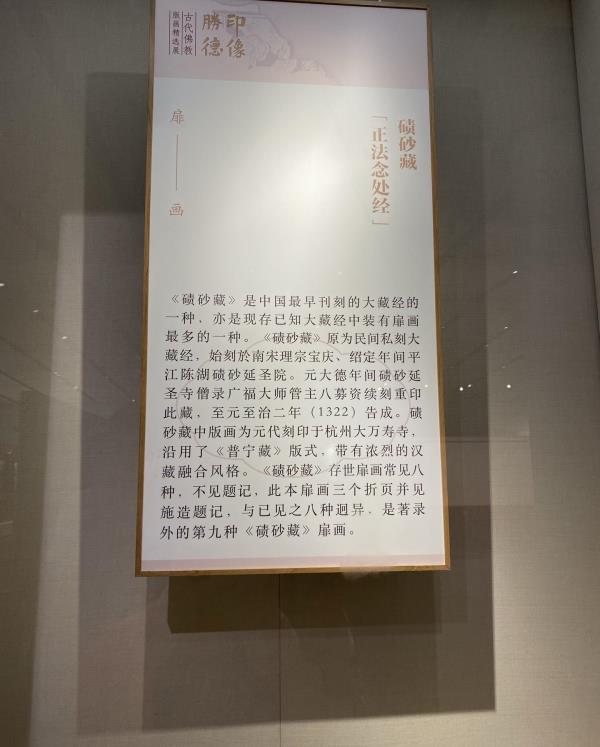 印像
勝德
古代佛教
版画精选展
碛砂藏
「正法念处经」
扉——画
《碛砂藏》是中国最早刊刻的大藏经的
一种，亦是现存已知大藏经中装有扉画
最多的一种。《碛砂藏》原为民间私刻大
藏经，始刻於南宋理宗宝庆、绍定年间平
江陈湖碛砂延圣院。元大德年间碛砂延
圣寺僧录广福大师管主八募资续刻重印
此藏，至元至治二年（1322）告成。碛
砂藏中版画为元代刻印于杭州大万寿寺，
沿用了《普宁藏》版式，带有浓烈的汉
藏融合风格。《碛砂藏》存世扉画常见八
种，不见题记，此本扉画三个折页并见
施造题记，与已见之八种迥异，是著录
外的第九种《碛砂藏》扉画。